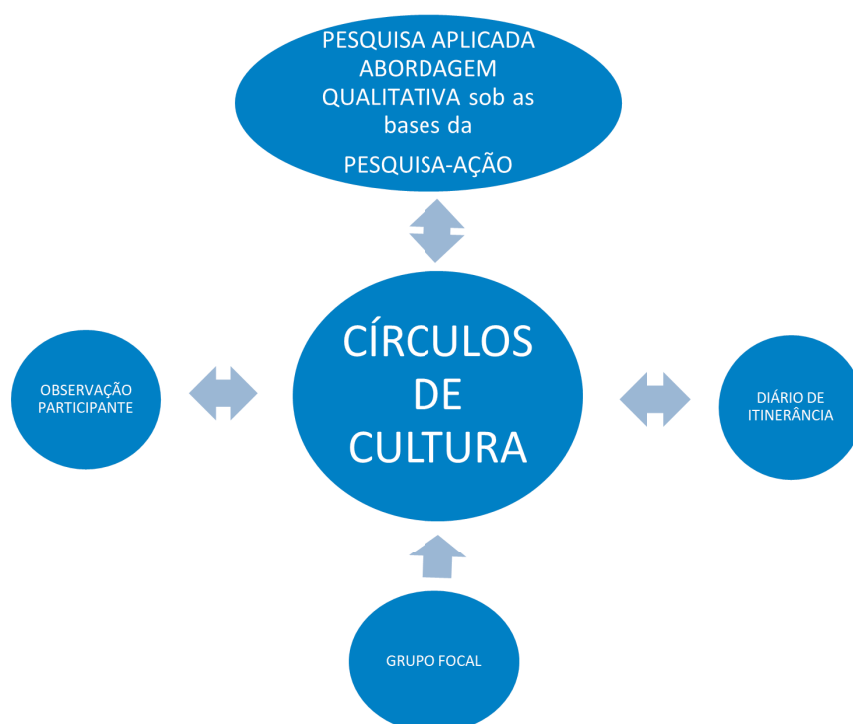 PESQUISA APLICADA
ABORDAGEM
QUALITATIVA sob as
bases da
PESQUISA-AÇÃO
CÍRCULOS
DE
CULTURA
OBSERVAÇÃO
PARTICIPANTE
DIÁRIO DE
ITINERÂNCIA
GRUPO FOCAL